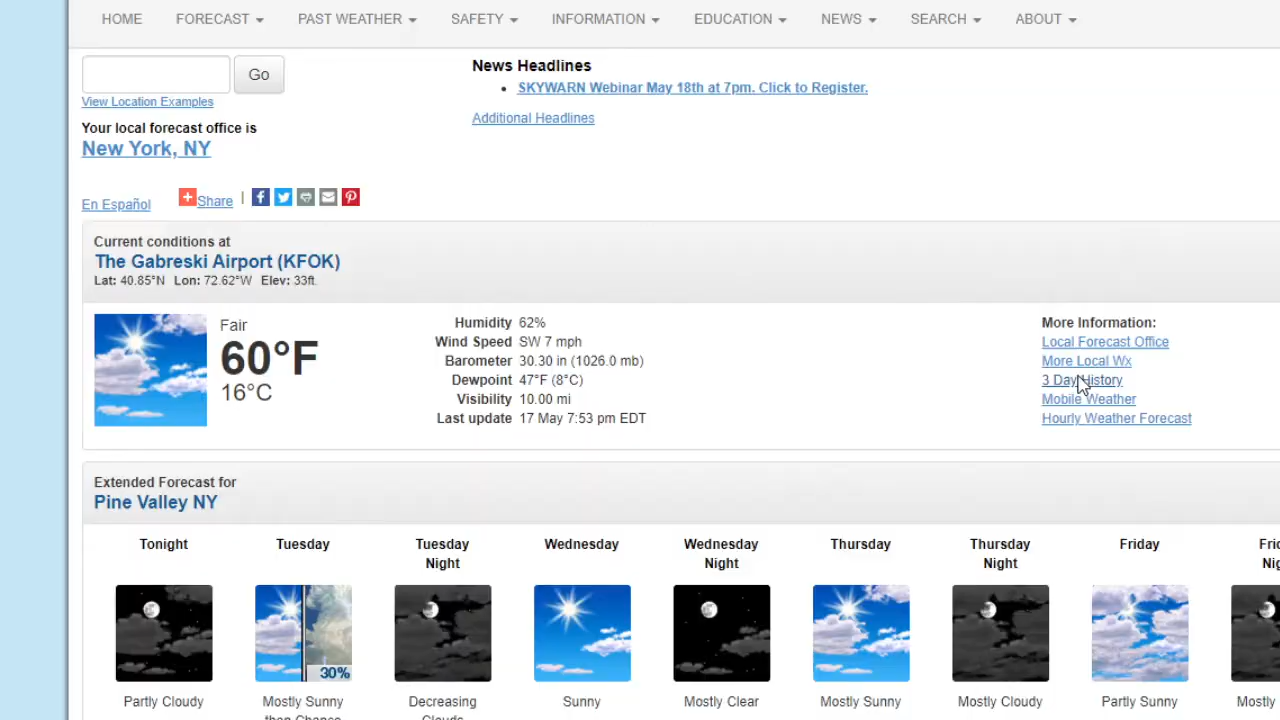 HOME FORECAST PAST WEATHER SAFETY INFORMATION EDUCATION NEWS SEARCH ABOUT
Go
View Location Examples
Your local forecast office is
New York, NY
En Español
Share |
News Headlines
SKYWARN Webinar May 18th at 7pm. Click to Register.
Additional Headlines
Current conditions at
The Gabreski Airport (KFOK)
Lat: 40.85°N Lon: 72.62°W Elev: 33ft.
Fair
60°F
16°C
Humidity 62%
Wind Speed SW 7 mph
Barometer 30.30 in (1026.0 mb)
Dewpoint 47°F (8°C)
Visibility 10.00 mi
Last update 17 May 7:53 pm EDT
More Information:
Local Forecast Office
More Local Wx
3 Day History
Mobile Weather
Hourly Weather Forecast
Extended Forecast for
Pine Valley NY
Tonight
Partly Cloudy
Tuesday
30%
Mostly Sunny
then Chance
Tuesday
Night
Decreasing
Clouds
Wednesday
Sunny
Wednesday
Night
Mostly Clear
Thursday
Mostly Sunny
Thursday
Night
Mostly Cloudy
Friday
Partly Sunny
Mostly